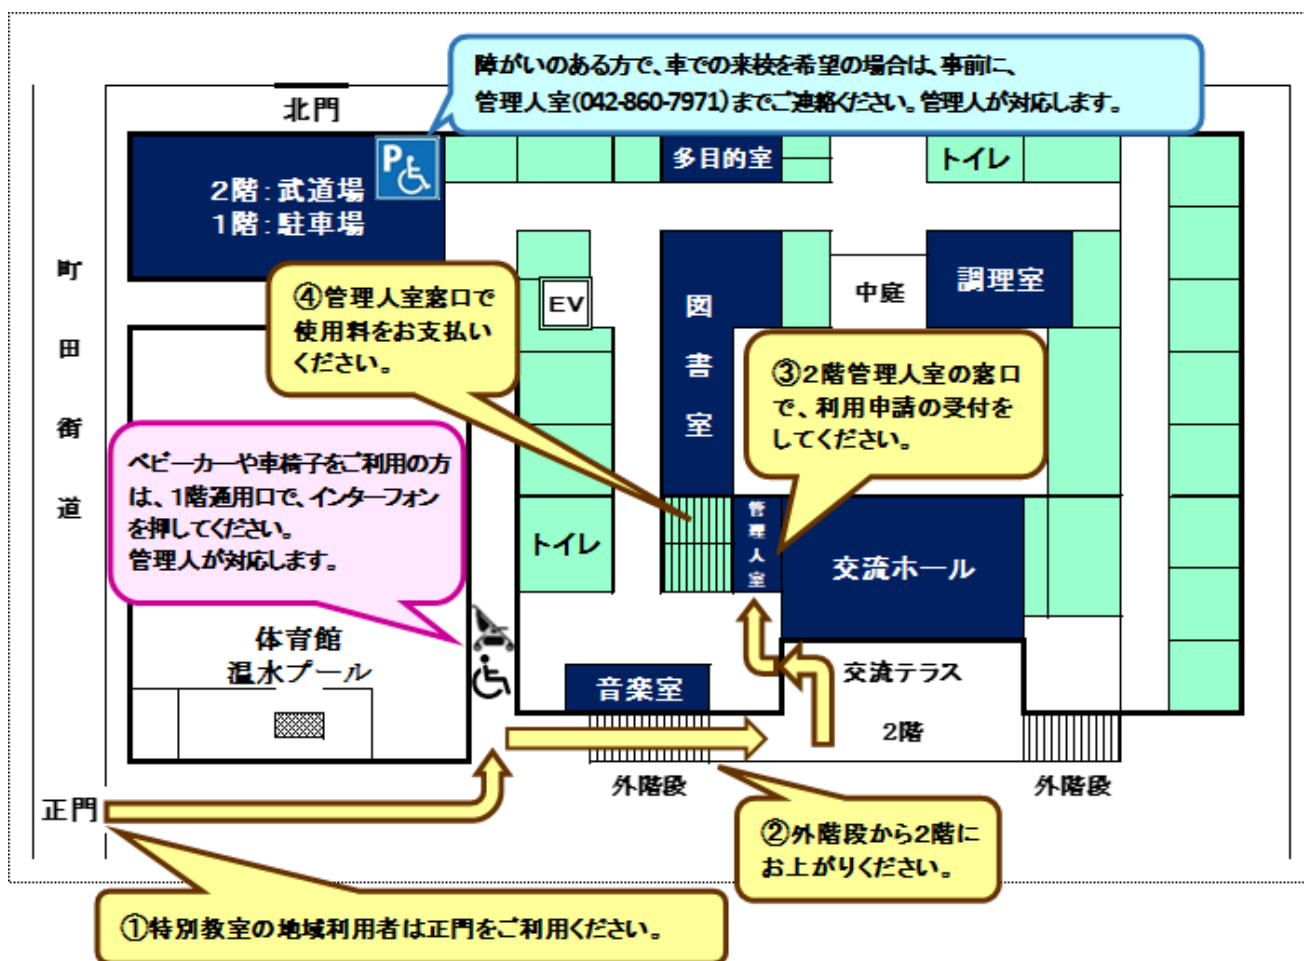 障がいのある方で、車での来校を希望の場合は、事前に、
管理人室(042-860-7971)までご連絡ください。管理人が対応します。
北門
P
2階:武道場
1階:駐車場
多目的室
トイレ
町田街道
④管理人室窓口で
使用料をお支払い
ください。
EV
図書室
中庭
調理室
③2階管理人室の窓口
で、利用申請の受付を
してください。
ベビーカーや車椅子をご利用の方
は、1階通用口で、インターフォン
を押してください。
管理人が対応します。
トイレ
管理人室
交流ホール
体育館
温水プール
音楽室
交流テラス
2階
外階段
外階段
正門
②外階段から2階に
お上がりください。
①特別教室の地域利用者は正門をご利用ください。